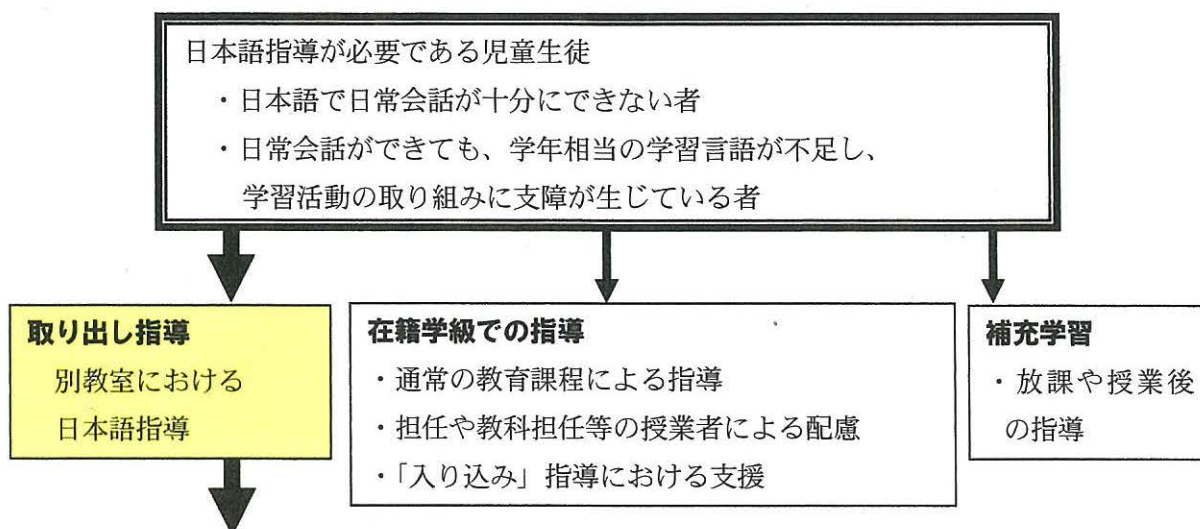 日本語指導が必要である児童生徒
・日本語で日常会話が十分にできない者
・日常会話ができても、学年相当の学習言語が不足し、
学習活動の取り組みに支障が生じている者
取り出し指導
別教室における
日本語指導
在籍学級での指導
・通常の教育課程による指導
・担任や教科担任等の授業者による配慮
・「入り込み」指導における支援
補充学習
・放課や授業後
の指導